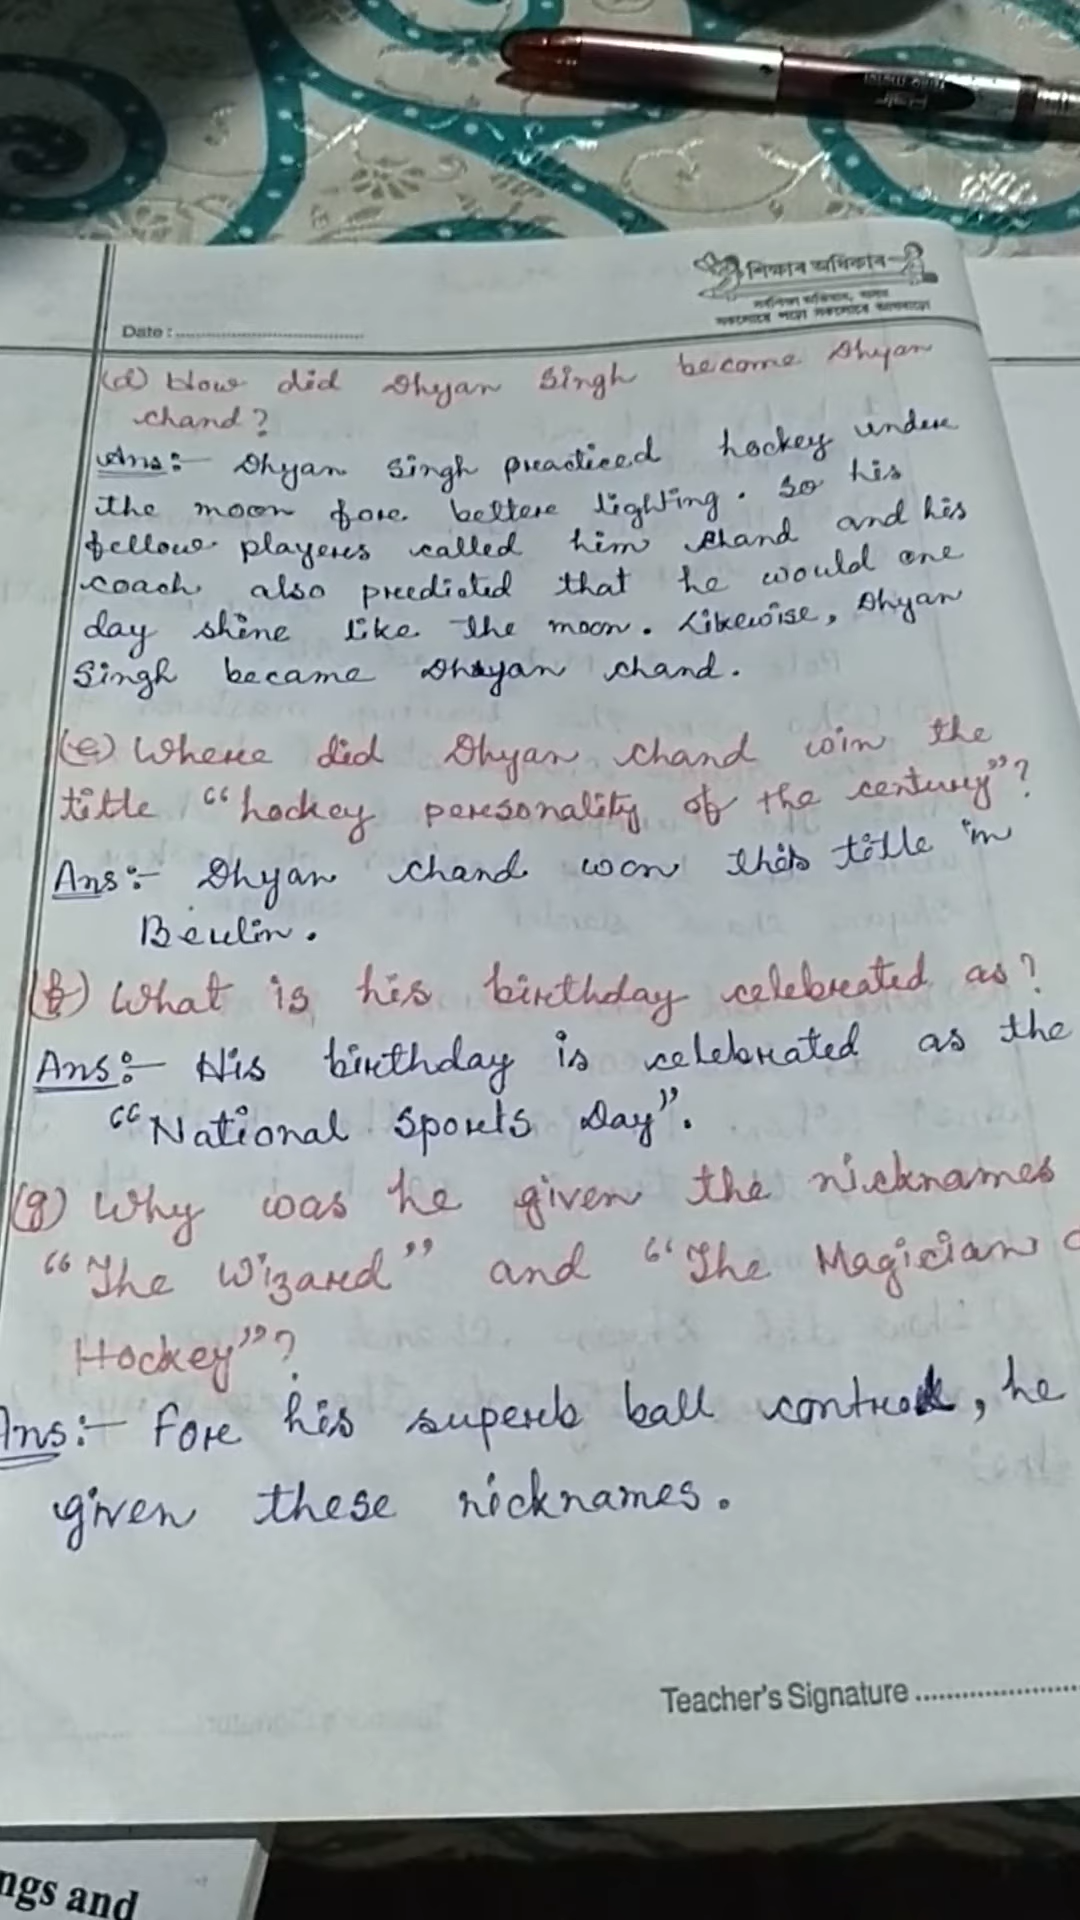 শিক্ষাৰ অধিকাৰ
Date :
(d) How did Dhyan Singh become Dhyan
chand?
Ans:- Dhyan Singh practiced hockey under
the moon for better lighting. So his
fellow players called him chand and his
coach also predicted that he would one
day shine like the moon. Likewise, Dhyan
Singh became Dhyan chand.
(e) Where did Dhyan chand win the
title "hockey personality of the century"?
Ans:- Dhyan chand won this title in
Berlin.
(f) What is his birthday celebrated as?
Ans:- His birthday is celebrated as the
"National Sports Day".
(g) Why was he given the nicknames
"The Wizard" and "The Magician
Hockey"?
Ans:- For his superb ball control, he
given these nicknames.
Teacher's Signature
ngs and